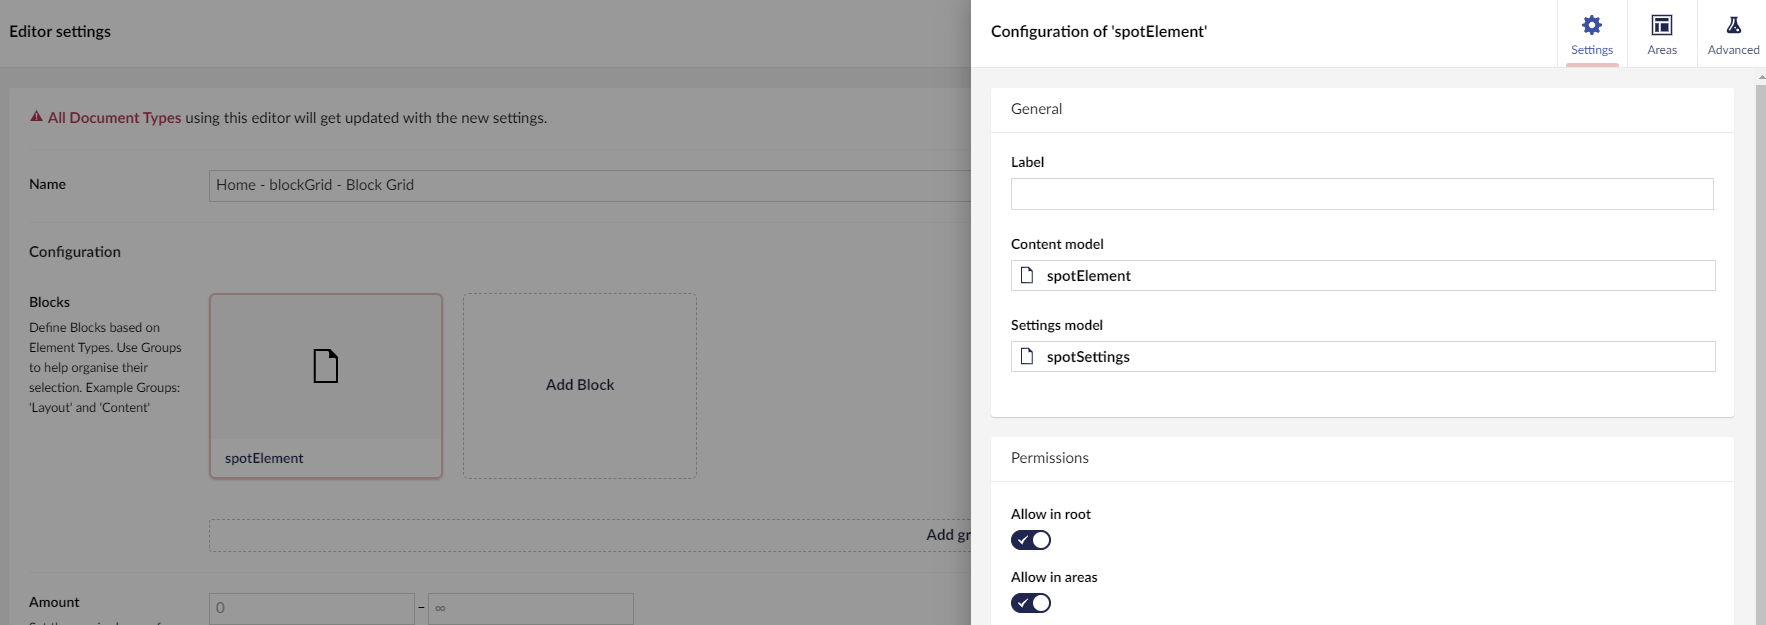 Editor settings
All Document Types using this editor will get updated with the new settings.
Name
Home - blockGrid - Block Grid
Configuration
Blocks
Define Blocks based on
Element Types. Use Groups
to help organise their
selection. Example Groups:
'Layout' and 'Content'
spotElement
Add Block
Add gr
Amount
0
–
∞
Configuration of 'spotElement'
Settings
Areas
Advanced
General
Label
Content model
spotElement
Settings model
spotSettings
Permissions
Allow in root
Allow in areas